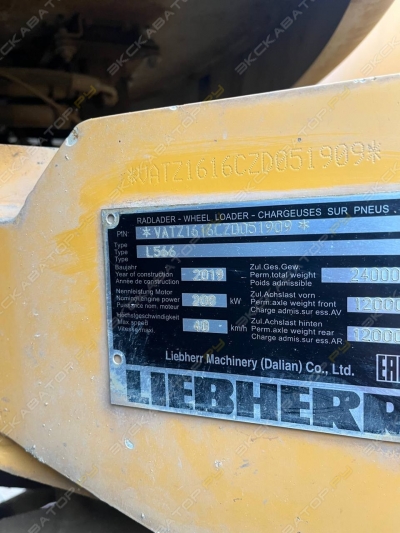 *VATZ1616CZD051909*
RADLADER - WHEEL LOADER - CHARGEUSES SUR PNEUS
PIN: *VATZ1616CZD051909*
Type
Type L566
Type
Baujahr
Year of construction 2019
Année de construction
Nennleistung Motor
Nominal engine power 203 kW
Puissance nom. moteur
Höchstgeschwindigkeit
Max. speed 40 km/h
Vitesse maxi.
Zul.Ges.Gew.
Perm.total weight 24000
Poids admissible
Zul.Achslast vorn
Perm.axle weight front 12000
Charge admis.sur ess.AV
Zul.Achslast hinten
Perm.axle weight rear 12000
Charge admis.sur ess.AR
Liebherr Machinery (Dalian) Co., Ltd.
EAC
LIEBHERR
ЭКСКАВАТОР.РУ